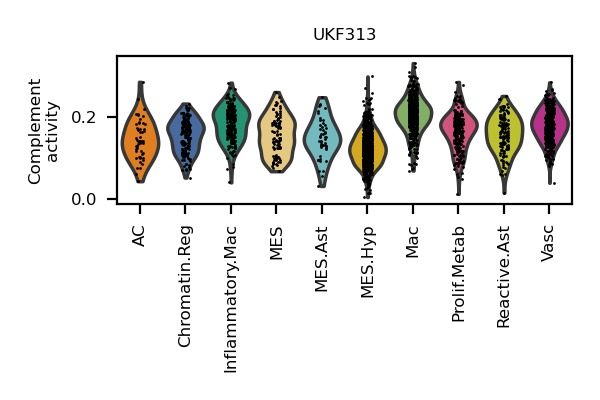 UKF313
Complement
activity
0.2
0.0
AC
Chromatin.Reg
Inflammatory.Mac
MES
MES.Ast
MES.Hyp
Mac
Prolif.Metab
Reactive.Ast
Vasc